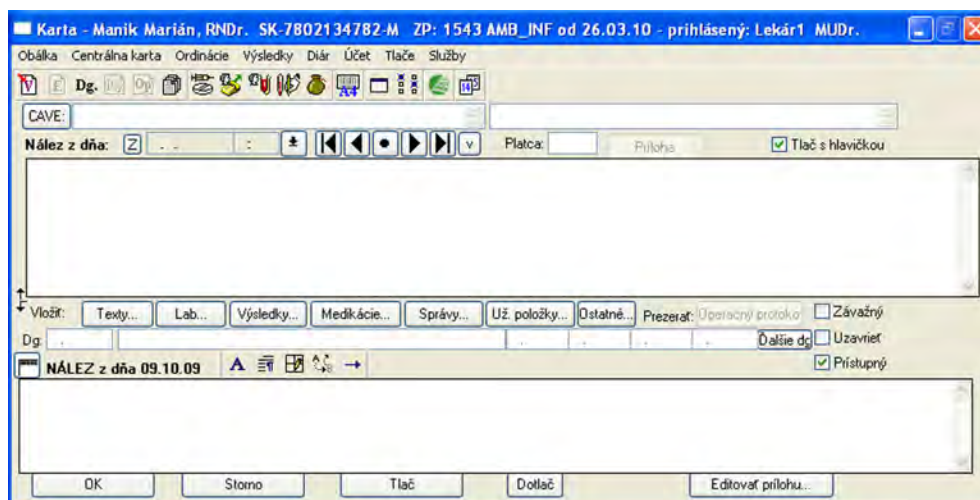 Karta - Manik Marián, RNDr. SK-7802134782-M ZP: 1543 AMB_INF od 26.03.10 - prihlásený: Lekár1 MUDr.
Obálka Centrálna karta Ordinácie Výsledky Diár Účet Tlače Služby
V E Dg. Op A4 14
CAVE:
Nález z dňa: Z . . : v Platca: Príloha Tlač s hlavičkou
Vložiť: Texty... Lab... Výsledky... Medikácie... Správy... Už. položky... Ostatné... Prezerať: Operačný protokol Závažný
Dg: . . . . . Ďalšie dg Uzavrieť
NÁLEZ z dňa 09.10.09 A Prístupný
OK Storno Tlač Dotlač Editovať prílohu...